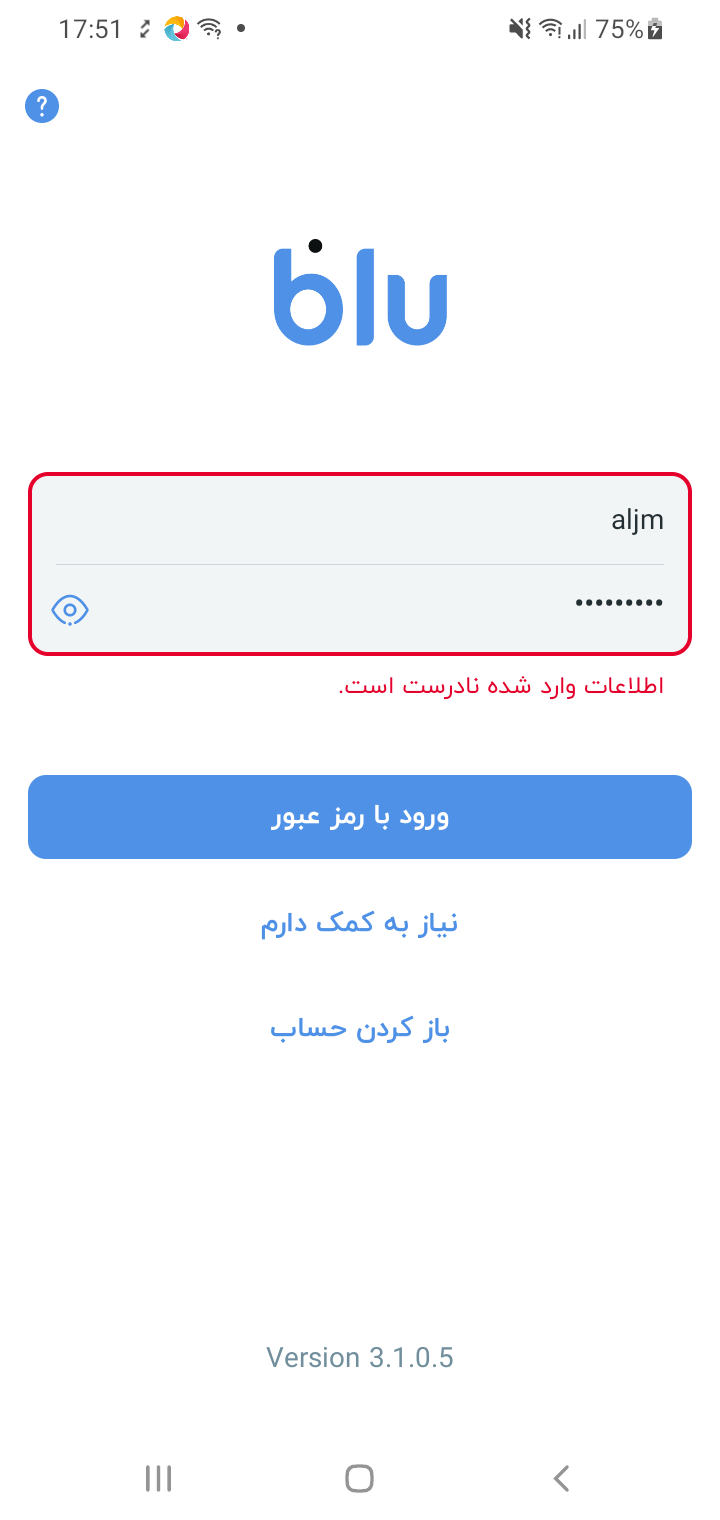 17:51
75%
?
blu
aljm
•••••••••
اطلاعات وارد شده نادرست است.
ورود با رمز عبور
نیاز به کمک دارم
باز کردن حساب
Version 3.1.0.5